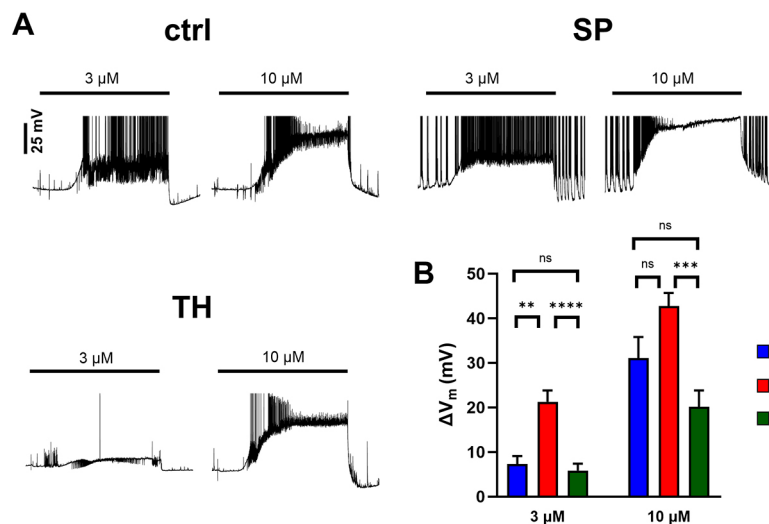 A
ctrl
SP
3 µM
10 µM
3 µM
10 µM
25 mV
TH
3 µM
10 µM
B
ns
ns
** ****
ns ***
ΔVm (mV)
50
40
30
20
10
0
3 µM
10 µM